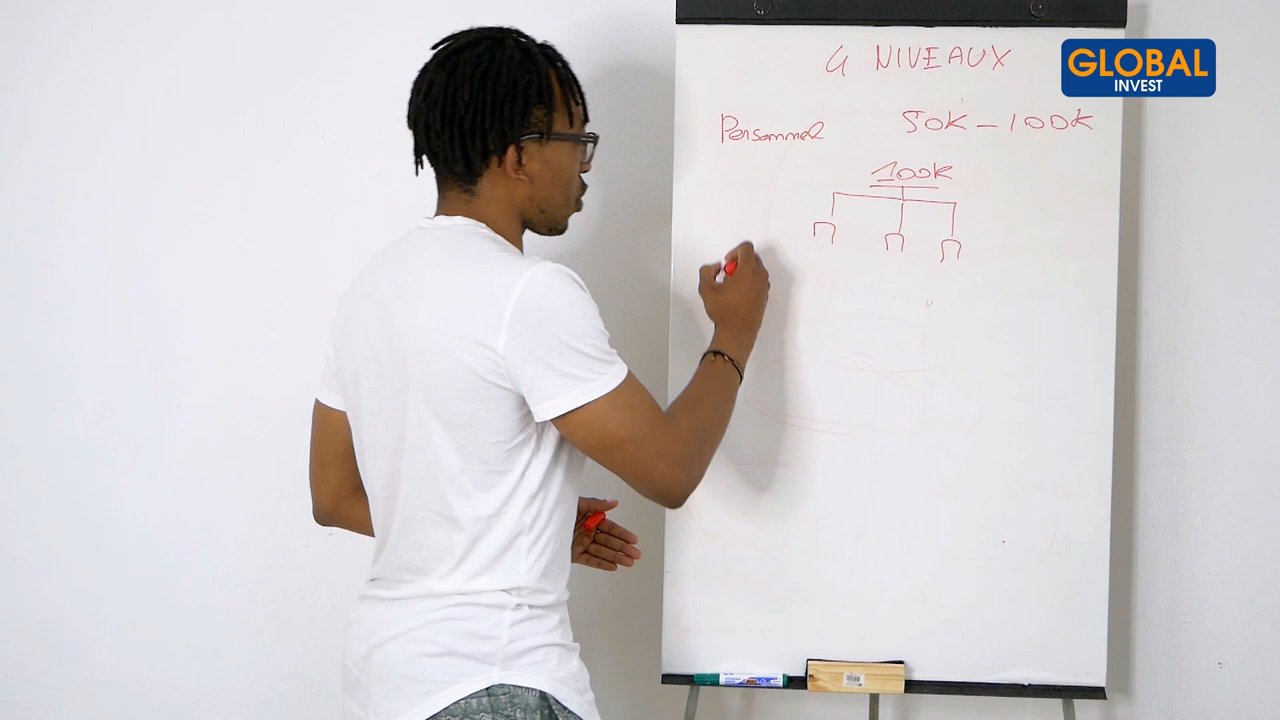 4 NIVEAUX
GLOBAL
INVEST
Personnel 50K - 100K
100K